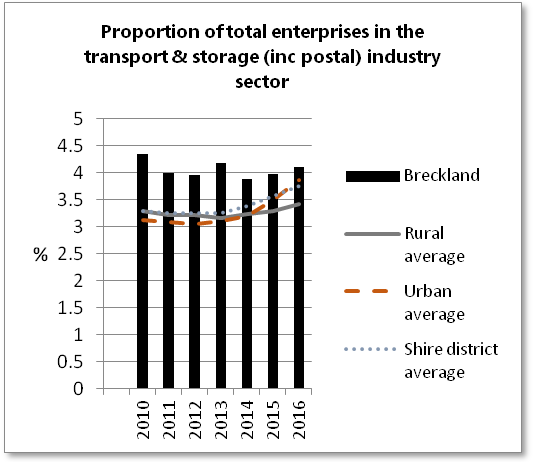 Proportion of total enterprises in the
transport & storage (inc postal) industry
sector
5
4.5
4
3.5
3
2.5
2
1.5
1
0.5
0
%
2010
2011
2012
2013
2014
2015
2016
Breckland
Rural
average
Urban
average
Shire district
average